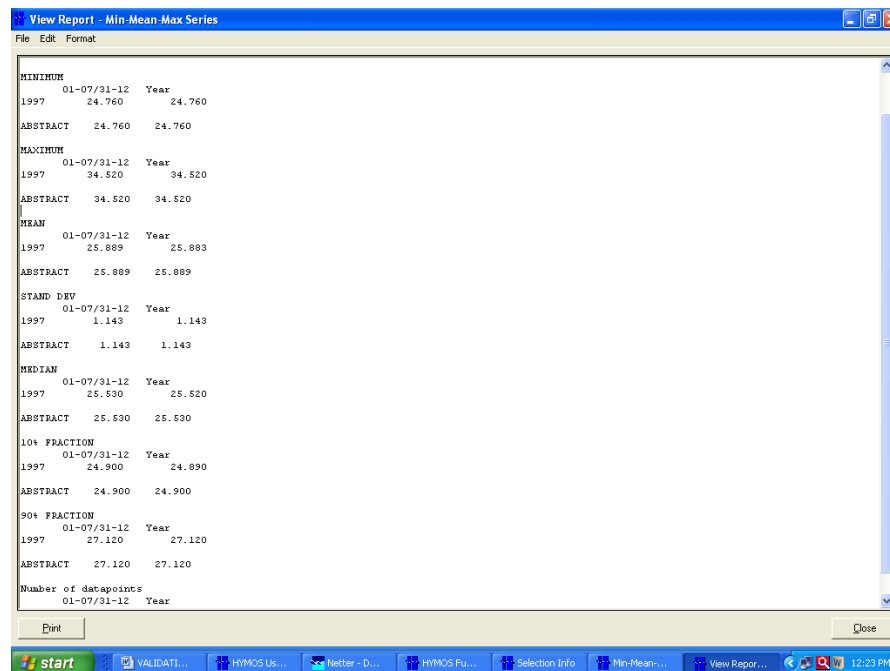 View Report - Min-Mean-Max Series
File Edit Format
MINIMUM
01-07/31-12 Year
1997 24.760 24.760
ABSTRACT 24.760 24.760
MAXIMUM
01-07/31-12 Year
1997 34.520 34.520
ABSTRACT 34.520 34.520
MEAN
01-07/31-12 Year
1997 25.889 25.883
ABSTRACT 25.889 25.889
STAND DEV
01-07/31-12 Year
1997 1.143 1.143
ABSTRACT 1.143 1.143
MEDIAN
01-07/31-12 Year
1997 25.530 25.520
ABSTRACT 25.530 25.530
10% FRACTION
01-07/31-12 Year
1997 24.900 24.890
ABSTRACT 24.900 24.900
90% FRACTION
01-07/31-12 Year
1997 27.120 27.120
ABSTRACT 27.120 27.120
Number of datapoints
01-07/31-12 Year
Print Close
start VALIDATI... HYMOS Us... Netter - D... HYMOS Fu... Selection Info Min-Mean-... View Repor... 12:23 PM